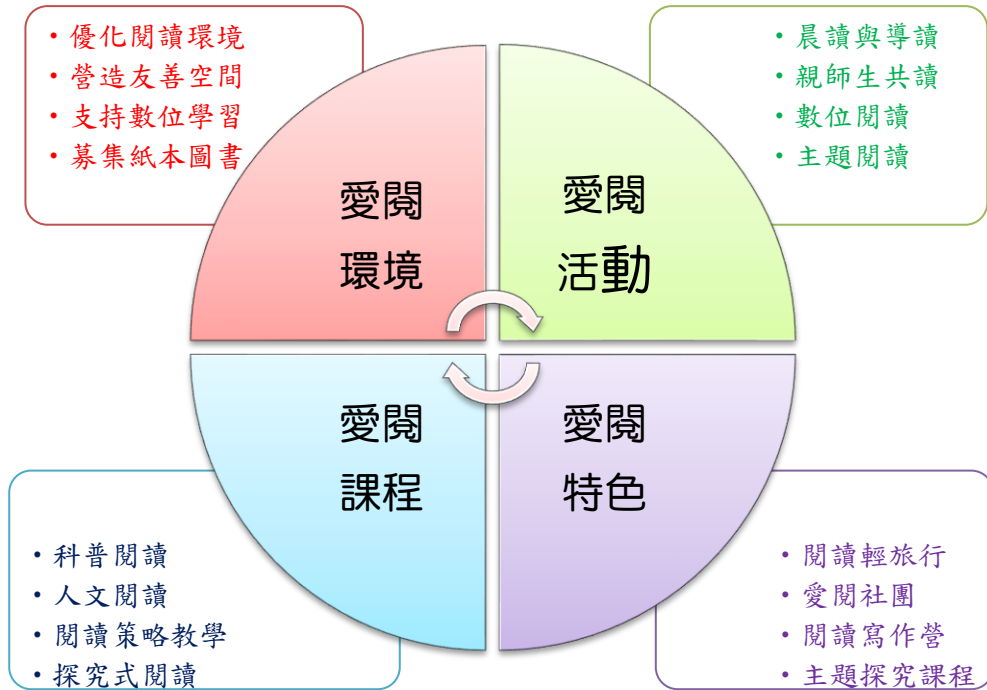 • 優化閱讀環境
• 營造友善空間
• 支持數位學習
• 募集紙本圖書
• 晨讀與導讀
• 親師生共讀
• 數位閱讀
• 主題閱讀
愛閱
環境
愛閱
活動
愛閱
課程
愛閱
特色
• 科普閱讀
• 人文閱讀
• 閱讀策略教學
• 探究式閱讀
• 閱讀輕旅行
• 愛閱社團
• 閱讀寫作營
• 主題探究課程